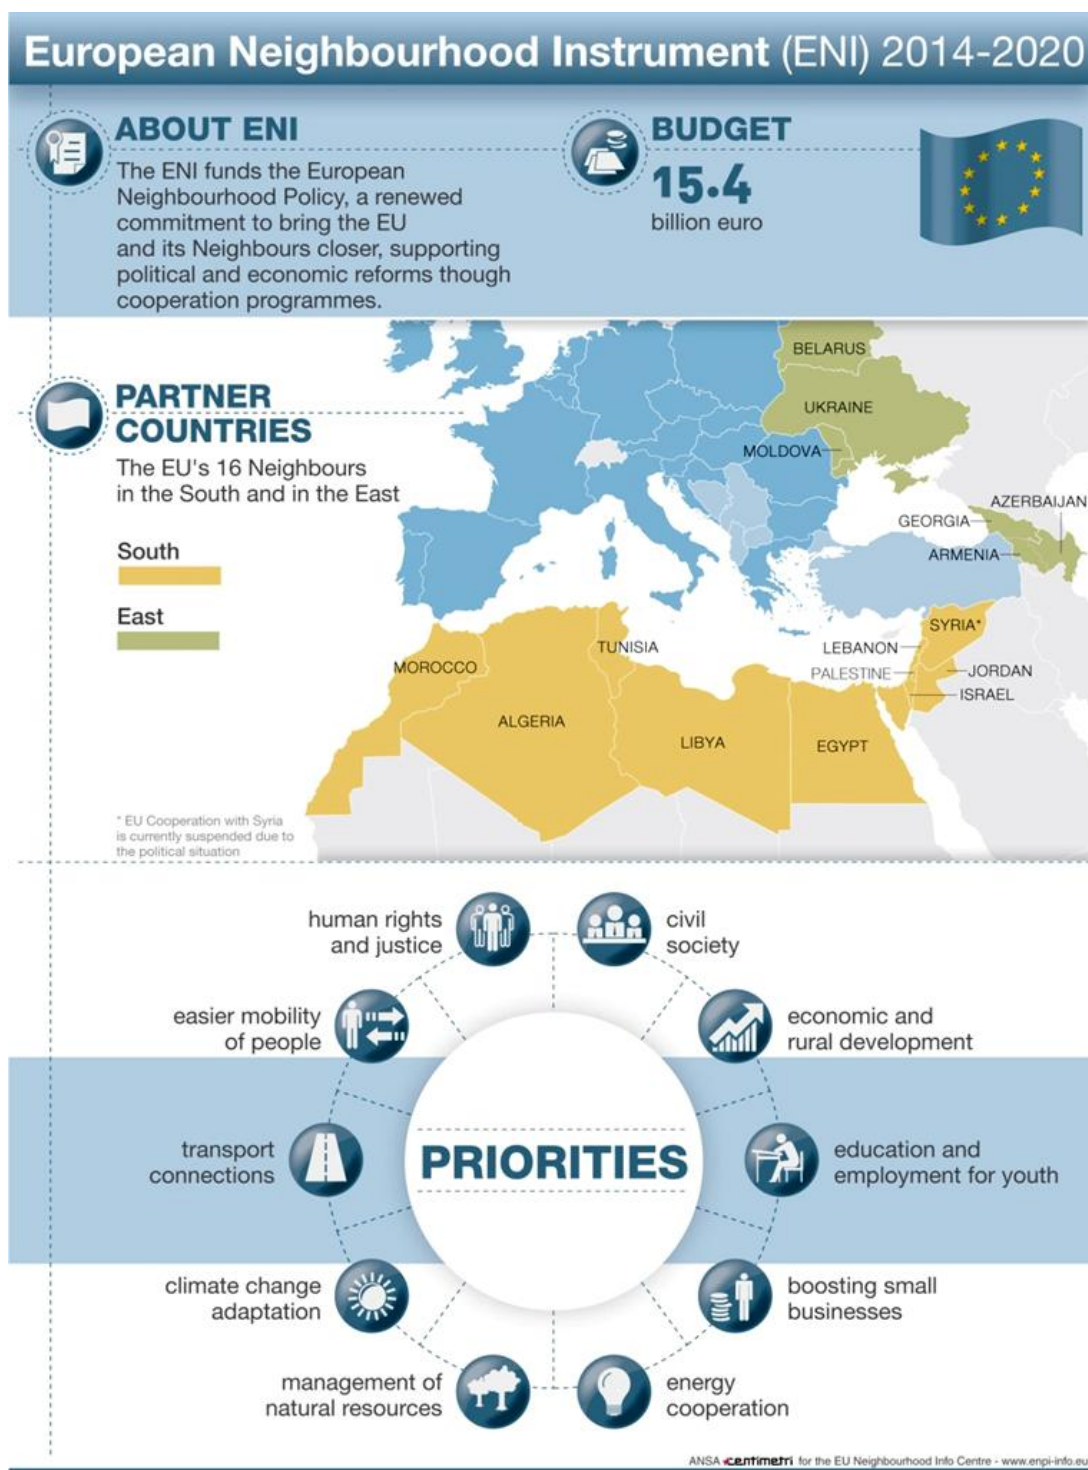 European Neighbourhood Instrument (ENI) 2014-2020
ABOUT ENI
The ENI funds the European
Neighbourhood Policy, a renewed
commitment to bring the EU
and its Neighbours closer, supporting
political and economic reforms though
cooperation programmes.
BUDGET
15.4
billion euro
PARTNER
COUNTRIES
The EU's 16 Neighbours
in the South and in the East
South
East
BELARUS
UKRAINE
MOLDOVA
AZERBAIJAN
GEORGIA
ARMENIA
SYRIA*
LEBANON
PALESTINE
JORDAN
ISRAEL
TUNISIA
MOROCCO
ALGERIA
LIBYA
EGYPT
* EU Cooperation with Syria
is currently suspended due to
the political situation
human rights
and justice
civil
society
easier mobility
of people
economic and
rural development
transport
connections
PRIORITIES
education and
employment for youth
climate change
adaptation
boosting small
businesses
management of
natural resources
energy
cooperation
ANSA centimetri for the EU Neighbourhood Info Centre - www.enpi-info.eu